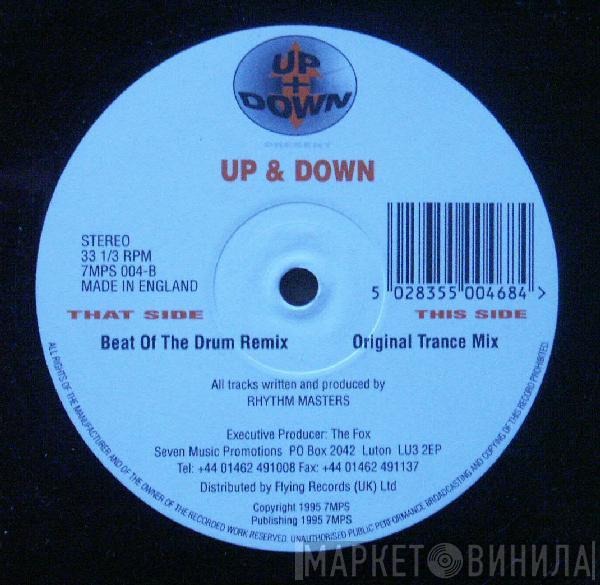 UP
+
DOWN
PRESENT
UP & DOWN
STEREO
33 1/3 RPM
7MPS 004-B
MADE IN ENGLAND
5 028355 004684 >
THAT SIDE
THIS SIDE
Beat Of The Drum Remix
Original Trance Mix
All tracks written and produced by
RHYTHM MASTERS
Executive Producer: The Fox
Seven Music Promotions PO Box 2042 Luton LU3 2EP
Tel: +44 01462 491008 Fax: +44 01462 491137
Distributed by Flying Records (UK) Ltd
Copyright 1995 7MPS
Publishing 1995 7MPS
ALL RIGHTS OF THE MANUFACTURER AND OF THE OWNER OF THE RECORDED WORK RESERVED. UNAUTHORISED PUBLIC PERFORMANCE BROADCASTING AND COPYING OF THIS RECORD PROHIBITED.
МАРКЕТ ВИНИЛА